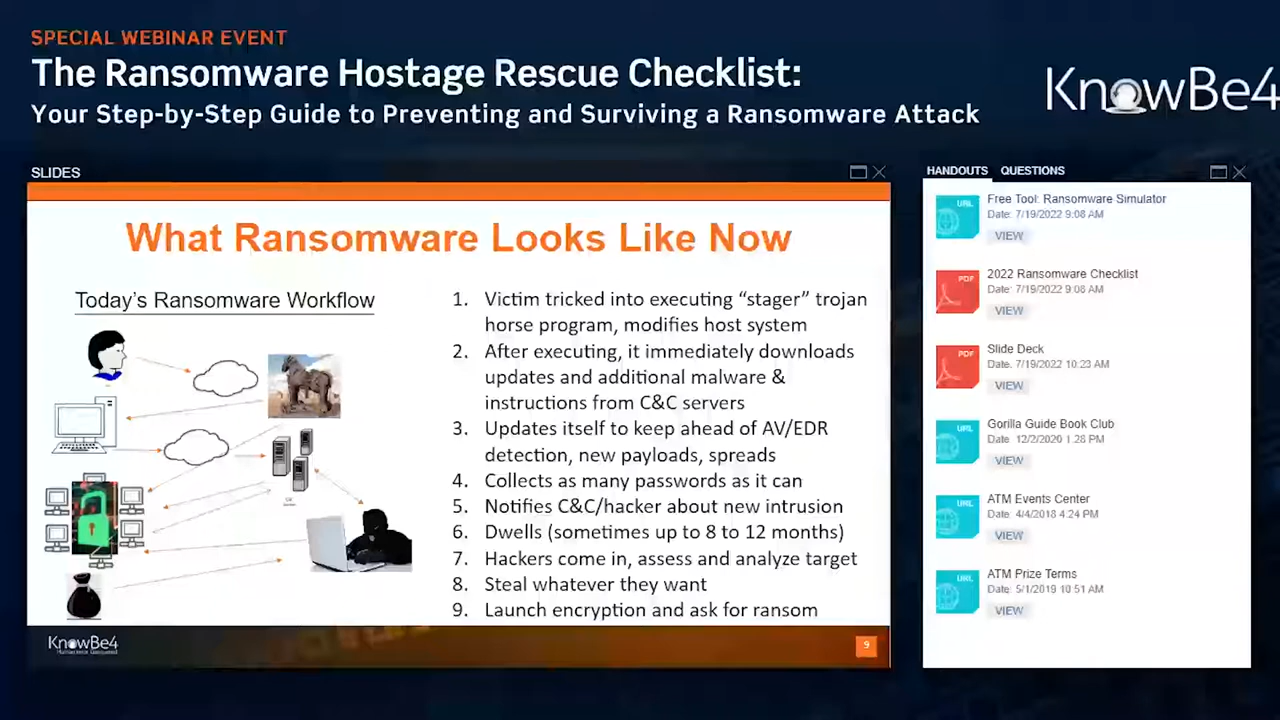 SPECIAL WEBINAR EVENT
The Ransomware Hostage Rescue Checklist:
Your Step-by-Step Guide to Preventing and Surviving a Ransomware Attack
KnowBe4
SLIDES
What Ransomware Looks Like Now
Today's Ransomware Workflow
1. Victim tricked into executing “stager” trojan
horse program, modifies host system
2. After executing, it immediately downloads
updates and additional malware &
instructions from C&C servers
3. Updates itself to keep ahead of AV/EDR
detection, new payloads, spreads
4. Collects as many passwords as it can
5. Notifies C&C/hacker about new intrusion
6. Dwells (sometimes up to 8 to 12 months)
7. Hackers come in, assess and analyze target
8. Steal whatever they want
9. Launch encryption and ask for ransom
KnowBe4
9
HANDOUTS QUESTIONS
URL
Free Tool: Ransomware Simulator
Date: 7/19/2022 9:08 AM
VIEW
PDF
2022 Ransomware Checklist
Date: 7/19/2022 9:08 AM
VIEW
PDF
Slide Deck
Date: 7/19/2022 10:23 AM
VIEW
URL
Gorilla Guide Book Club
Date: 12/2/2020 1:28 PM
VIEW
URL
ATM Events Center
Date: 4/4/2018 4:24 PM
VIEW
URL
ATM Prize Terms
Date: 5/1/2019 10:51 AM
VIEW